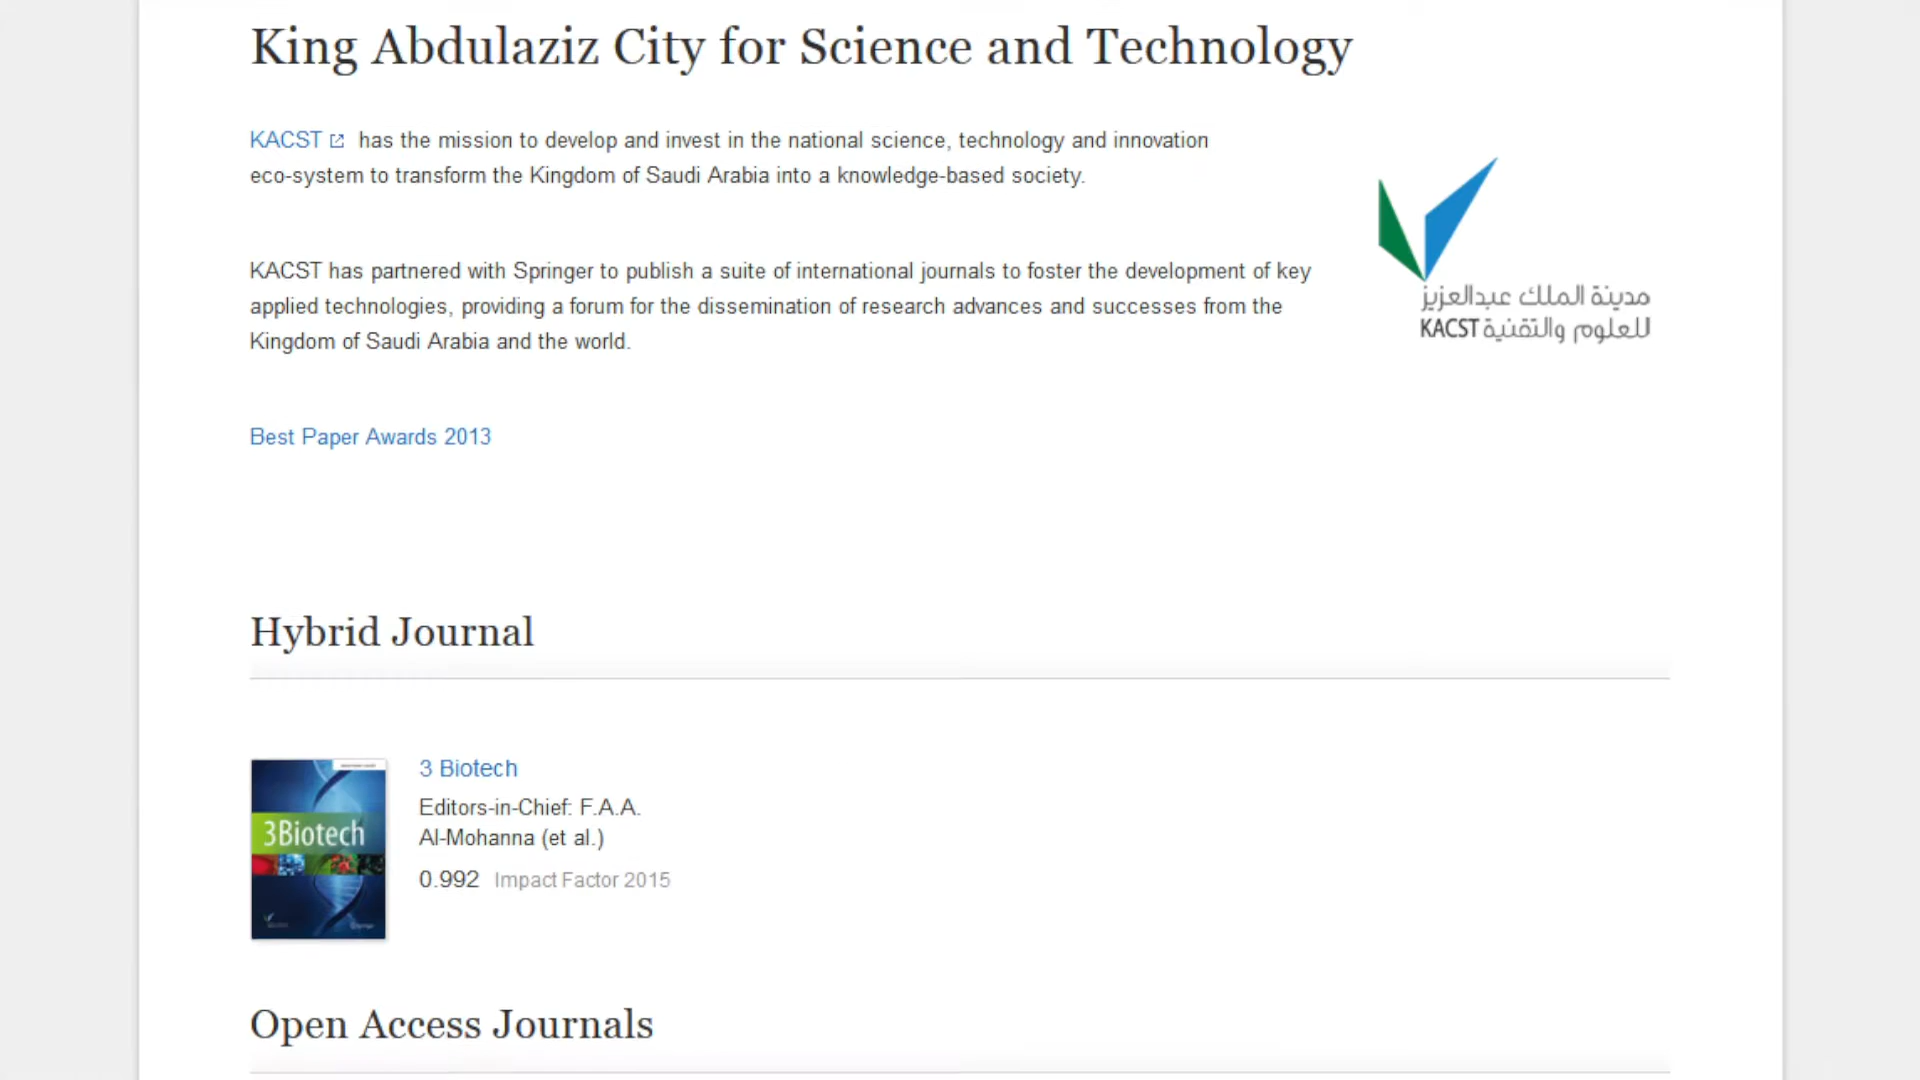 King Abdulaziz City for Science and Technology
KACST has the mission to develop and invest in the national science, technology and innovation
eco-system to transform the Kingdom of Saudi Arabia into a knowledge-based society.
KACST has partnered with Springer to publish a suite of international journals to foster the development of key
applied technologies, providing a forum for the dissemination of research advances and successes from the
Kingdom of Saudi Arabia and the world.
مدينة الملك عبدالعزيز
للعلوم والتقنية KACST
Best Paper Awards 2013
Hybrid Journal
3Biotech
3 Biotech
Editors-in-Chief: F.A.A.
Al-Mohanna (et al.)
0.992 Impact Factor 2015
Open Access Journals